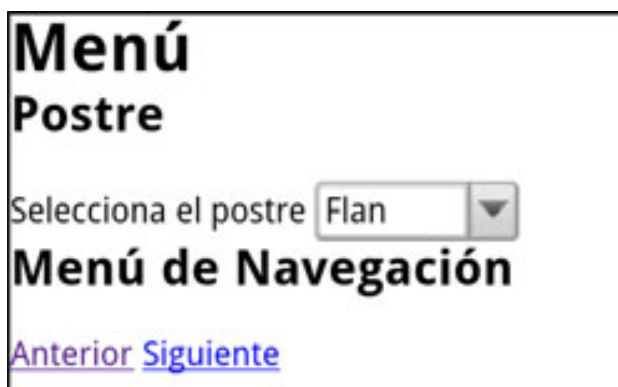 Menú
Postre
Selecciona el postre Flan
Menú de Navegación
Anterior Siguiente